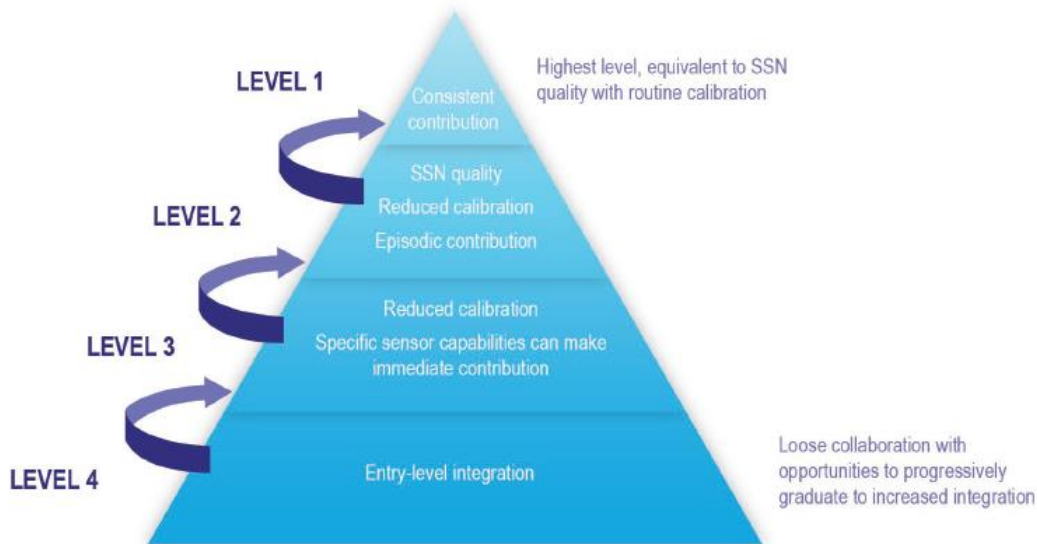 LEVEL 1
Highest level, equivalent to SSN
quality with routine calibration
Consistent
contribution
LEVEL 2
SSN quality
Reduced calibration
Episodic contribution
LEVEL 3
Reduced calibration
Specific sensor capabilities can make
immediate contribution
LEVEL 4
Entry-level integration
Loose collaboration with
opportunities to progressively
graduate to increased integration